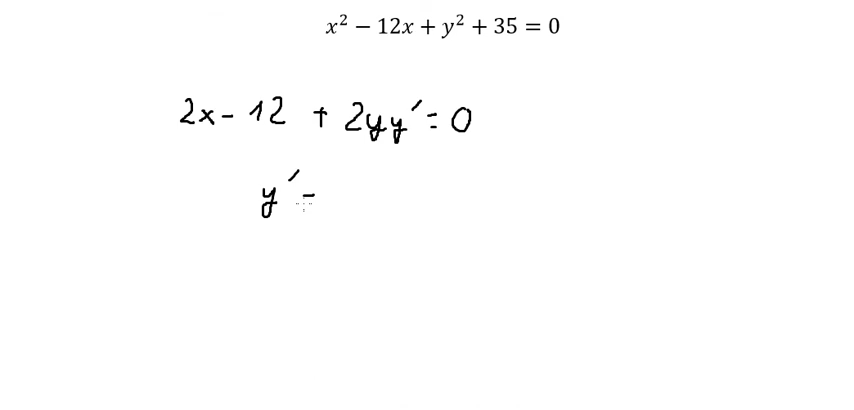 x² − 12x + y² + 35 = 0
2x - 12 + 2yy′ = 0
y′ -